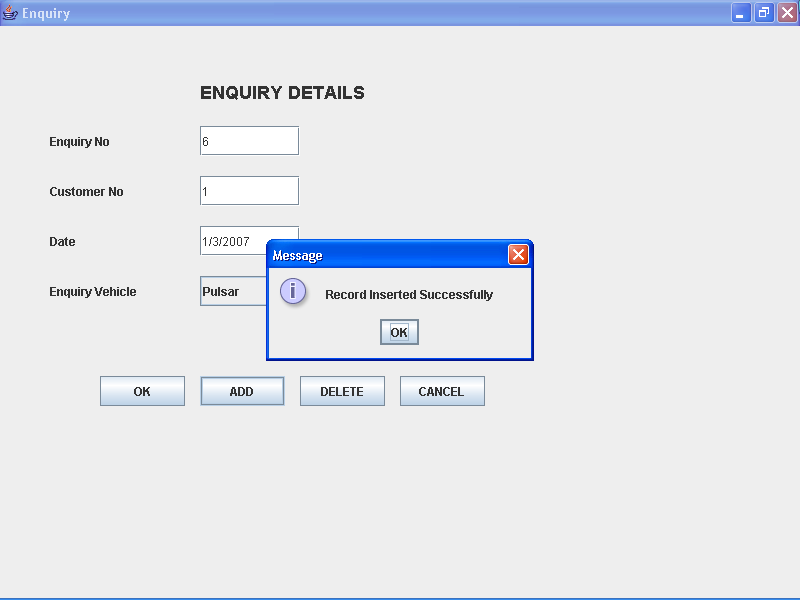 Enquiry
ENQUIRY DETAILS
Enquiry No
6
Customer No
1
Date
1/3/2007
Message
Enquiry Vehicle
Pulsar
Record Inserted Successfully
OK
OK
ADD
DELETE
CANCEL